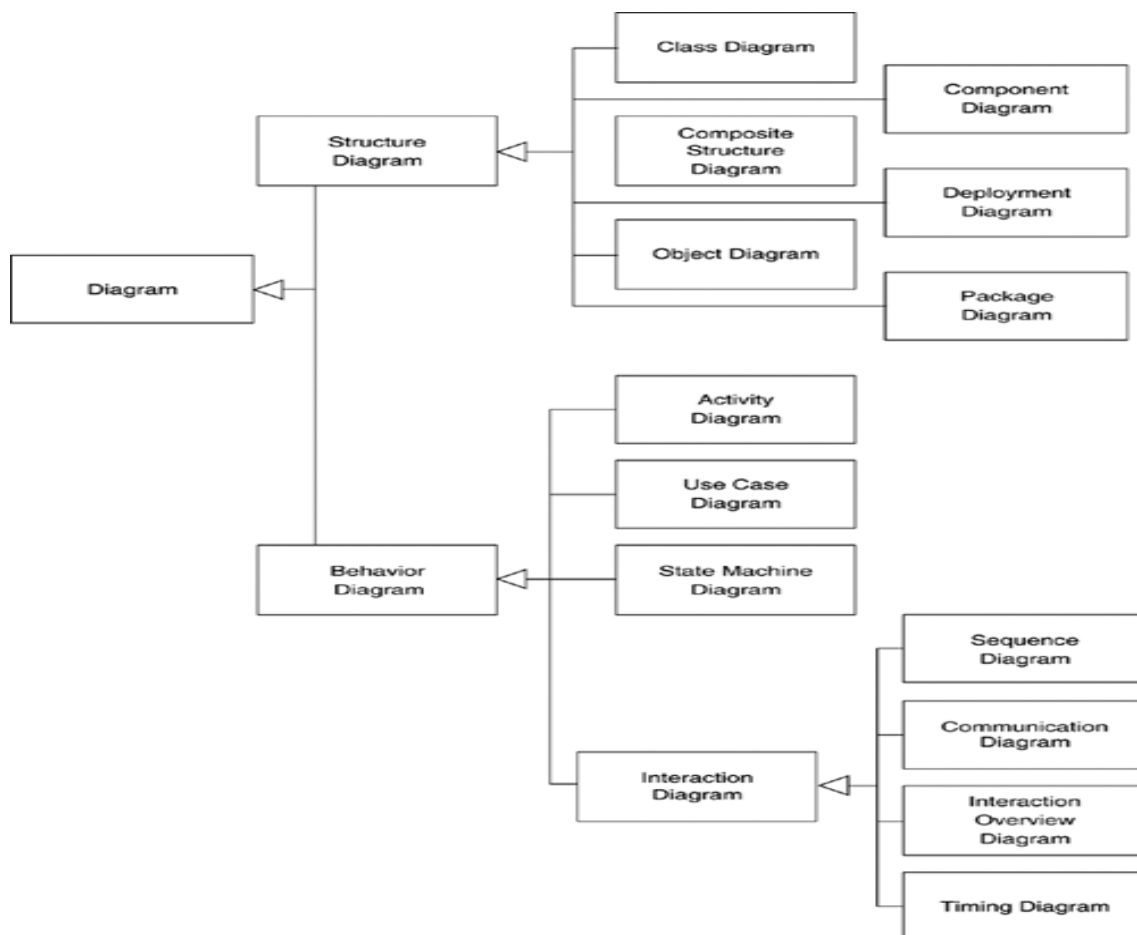 Class Diagram
Component
Diagram
Structure
Diagram
Composite
Structure
Diagram
Deployment
Diagram
Object Diagram
Diagram
Package
Diagram
Activity
Diagram
Use Case
Diagram
Behavior
Diagram
State Machine
Diagram
Sequence
Diagram
Communication
Diagram
Interaction
Diagram
Interaction
Overview
Diagram
Timing Diagram